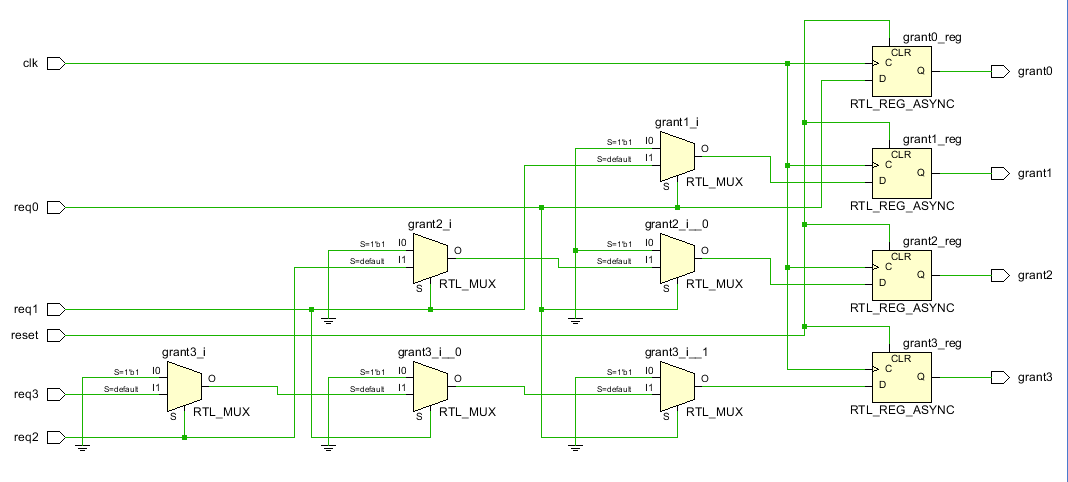 grant0_reg
CLR
clk
C
Q
grant0
D
RTL_REG_ASYNC
grant1_i
grant1_reg
S=1'b1
I0
CLR
O
S=default
I1
C
Q
grant1
D
S
RTL_MUX
req0
RTL_REG_ASYNC
grant2_i
grant2_i__0
grant2_reg
S=1'b1
I0
O
S=1'b1
I0
O
CLR
S=default
I1
S=default
I1
C
Q
grant2
D
S
RTL_MUX
S
RTL_MUX
req1
RTL_REG_ASYNC
reset
grant3_i
grant3_i__0
grant3_i__1
grant3_reg
CLR
S=1'b1
I0
O
S=1'b1
I0
O
S=1'b1
I0
O
C
Q
grant3
req3
S=default
I1
S=default
I1
S=default
I1
D
S
RTL_MUX
S
RTL_MUX
S
RTL_MUX
RTL_REG_ASYNC
req2